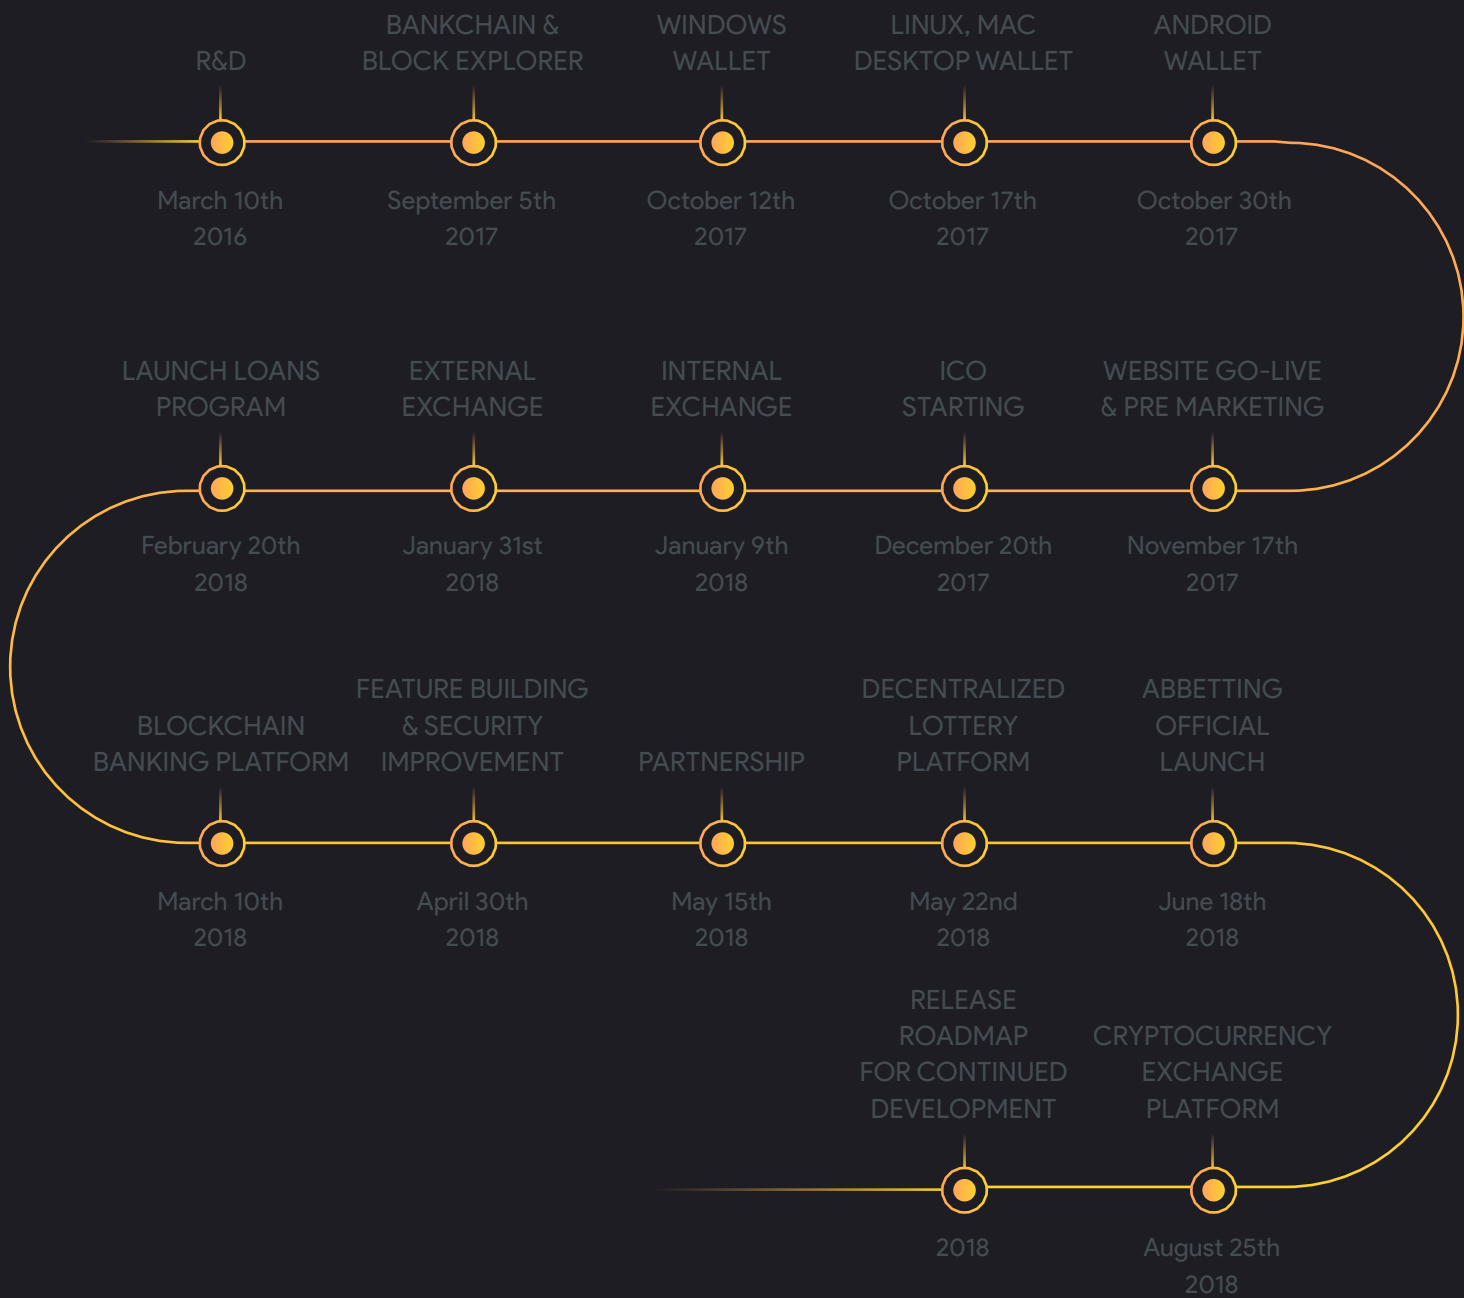 R&D
March 10th
2016
BANKCHAIN &
BLOCK EXPLORER
September 5th
2017
WINDOWS
WALLET
October 12th
2017
LINUX, MAC
DESKTOP WALLET
October 17th
2017
ANDROID
WALLET
October 30th
2017
WEBSITE GO-LIVE
& PRE MARKETING
November 17th
2017
ICO
STARTING
December 20th
2017
INTERNAL
EXCHANGE
January 9th
2018
EXTERNAL
EXCHANGE
January 31st
2018
LAUNCH LOANS
PROGRAM
February 20th
2018
BLOCKCHAIN
BANKING PLATFORM
March 10th
2018
FEATURE BUILDING
& SECURITY
IMPROVEMENT
April 30th
2018
PARTNERSHIP
May 15th
2018
DECENTRALIZED
LOTTERY
PLATFORM
May 22nd
2018
ABBETTING
OFFICIAL
LAUNCH
June 18th
2018
CRYPTOCURRENCY
EXCHANGE
PLATFORM
August 25th
2018
RELEASE
ROADMAP
FOR CONTINUED
DEVELOPMENT
2018